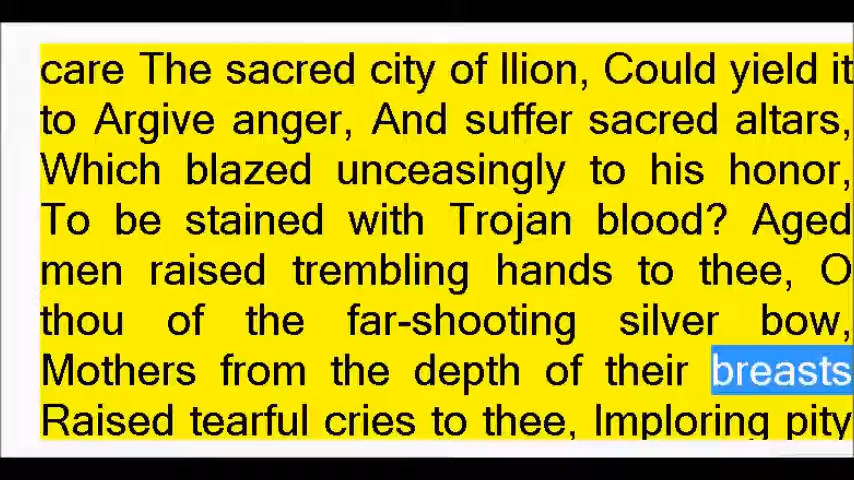 care The sacred city of Ilion, Could yield it
to Argive anger, And suffer sacred altars,
Which blazed unceasingly to his honor,
To be stained with Trojan blood? Aged
men raised trembling hands to thee, O
thou of the far-shooting silver bow,
Mothers from the depth of their breasts
Raised tearful cries to thee, Imploring pity